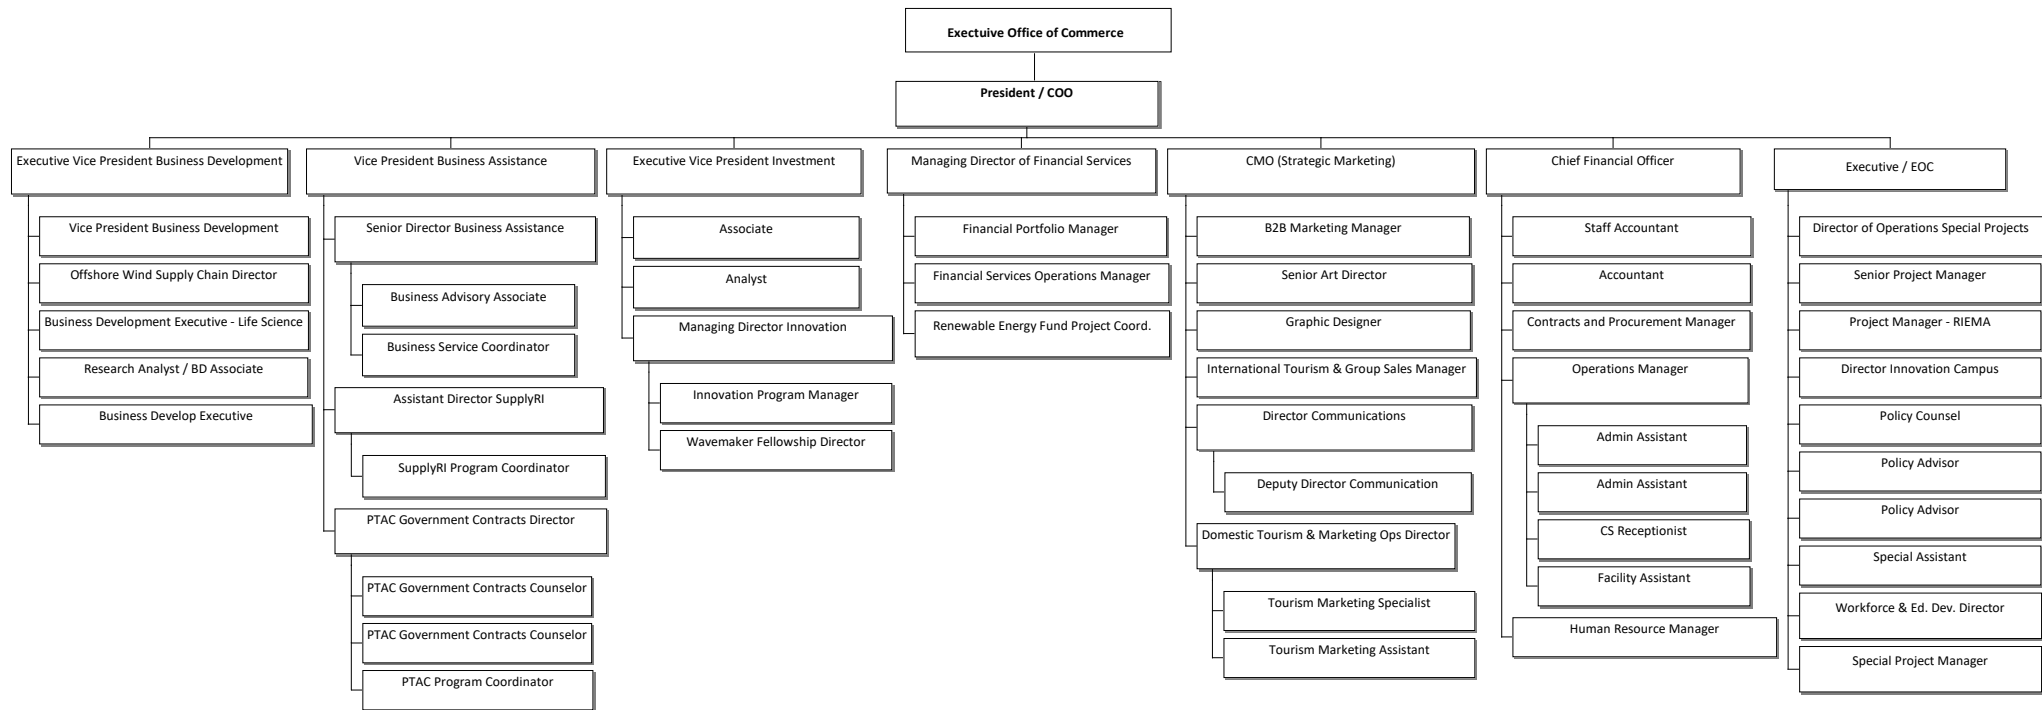 Exectuive Office of Commerce
President / COO
Executive Vice President Business Development
Vice President Business Development
Offshore Wind Supply Chain Director
Business Development Executive - Life Science
Research Analyst / BD Associate
Business Develop Executive
Vice President Business Assistance
Senior Director Business Assistance
Business Advisory Associate
Business Service Coordinator
Assistant Director SupplyRI
SupplyRI Program Coordinator
PTAC Government Contracts Director
PTAC Government Contracts Counselor
PTAC Government Contracts Counselor
PTAC Program Coordinator
Executive Vice President Investment
Associate
Analyst
Managing Director Innovation
Innovation Program Manager
Wavemaker Fellowship Director
Managing Director of Financial Services
Financial Portfolio Manager
Financial Services Operations Manager
Renewable Energy Fund Project Coord.
CMO (Strategic Marketing)
B2B Marketing Manager
Senior Art Director
Graphic Designer
International Tourism & Group Sales Manager
Director Communications
Deputy Director Communication
Domestic Tourism & Marketing Ops Director
Tourism Marketing Specialist
Tourism Marketing Assistant
Chief Financial Officer
Staff Accountant
Accountant
Contracts and Procurement Manager
Operations Manager
Admin Assistant
Admin Assistant
CS Receptionist
Facility Assistant
Human Resource Manager
Executive / EOC
Director of Operations Special Projects
Senior Project Manager
Project Manager - RIEMA
Director Innovation Campus
Policy Counsel
Policy Advisor
Policy Advisor
Special Assistant
Workforce & Ed. Dev. Director
Special Project Manager